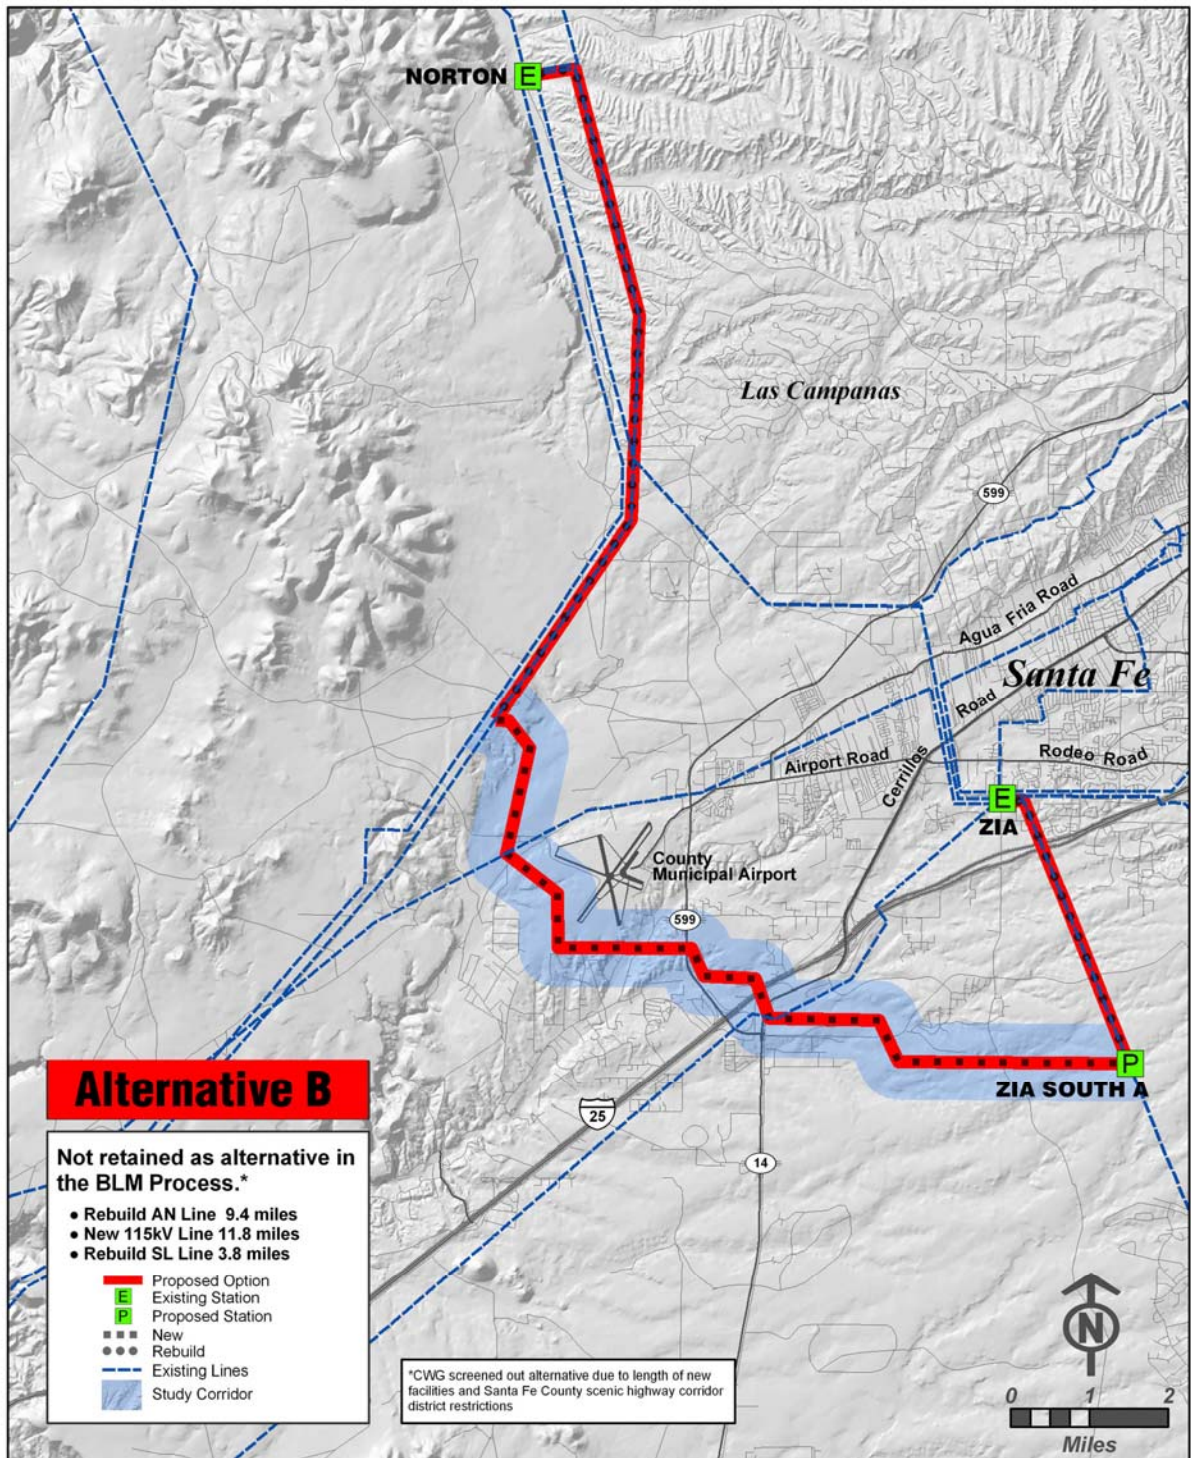 NORTON E
Las Campanas
599
Agua Fria Road
Santa Fe
Cerrillos Road
Airport Road
Rodeo Road
E
ZIA
County
Municipal Airport
599
P
ZIA SOUTH A
25
14
Alternative B
Not retained as alternative in
the BLM Process.*
• Rebuild AN Line 9.4 miles
• New 115kV Line 11.8 miles
• Rebuild SL Line 3.8 miles
Proposed Option
E Existing Station
P Proposed Station
New
Rebuild
Existing Lines
Study Corridor
*CWG screened out alternative due to length of new
facilities and Santa Fe County scenic highway corridor
district restrictions
N
0 1 2
Miles